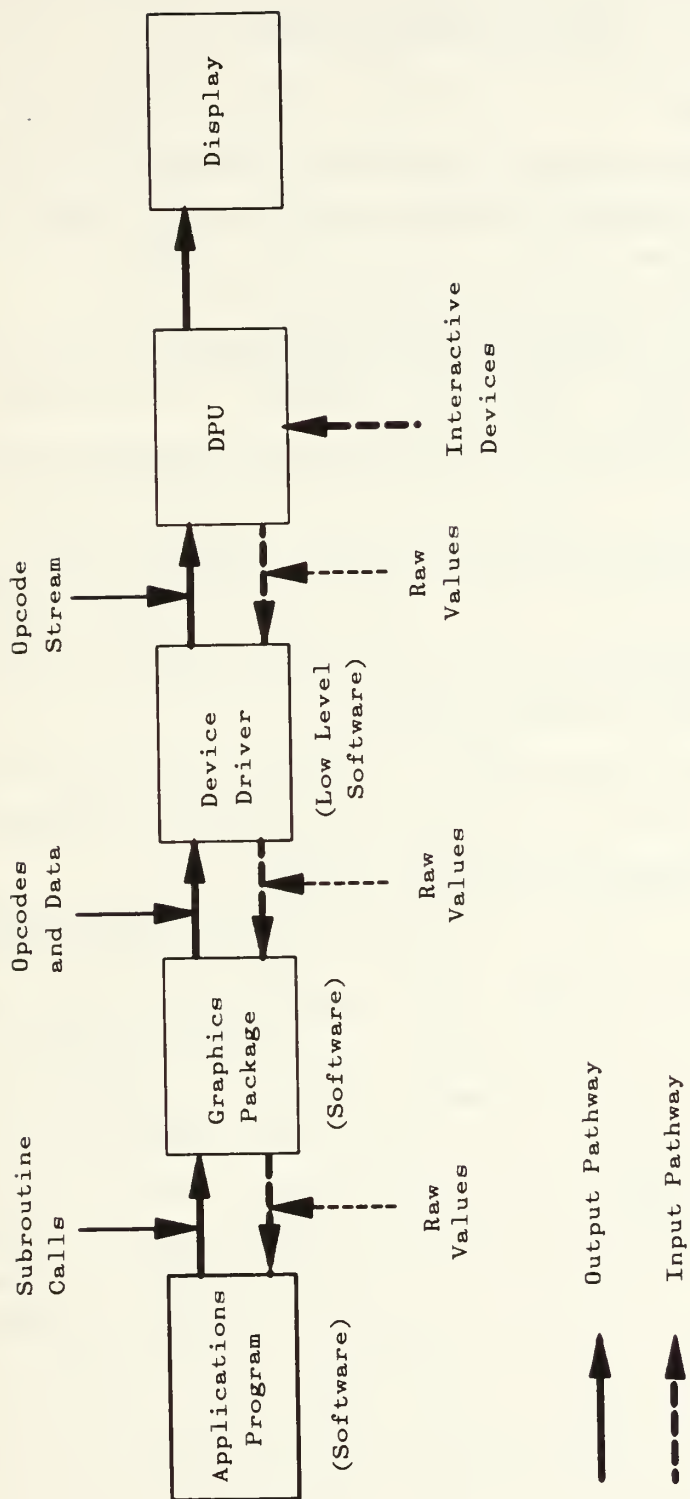 Subroutine
Calls
Opcodes
and Data
Opcode
Stream
Applications
Program
Graphics
Package
Device
Driver
DPU
Display
(Software)
(Software)
(Low Level
Software)
Raw
Values
Raw
Values
Raw
Values
Interactive
Devices
Output Pathway
Input Pathway